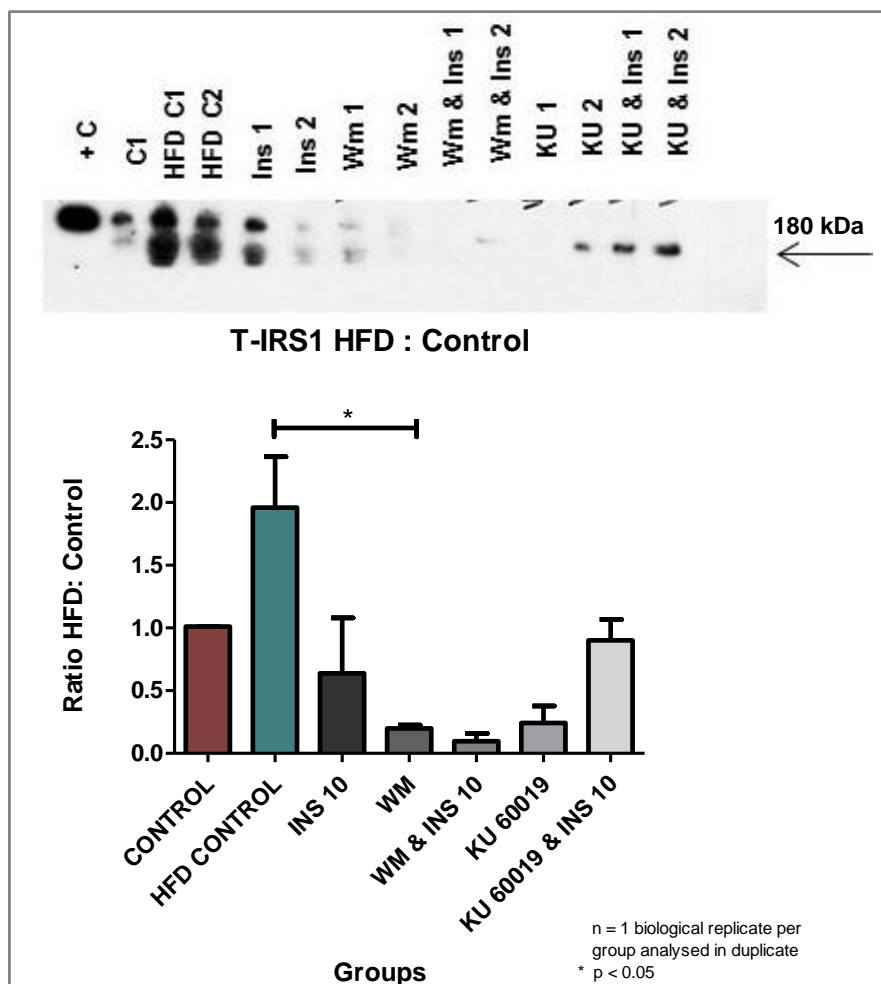 + C
C1
HFD C1
HFD C2
Ins 1
Ins 2
Wm 1
Wm 2
Wm & Ins 1
Wm & Ins 2
KU 1
KU 2
KU & Ins 1
KU & Ins 2
180 kDa
T-IRS1 HFD : Control
*
Ratio HFD: Control
2.5
2.0
1.5
1.0
0.5
0.0
CONTROL
HFD CONTROL
INS 10
WM
WM & INS 10
KU 60019
KU 60019 & INS 10
Groups
n = 1 biological replicate per
group analysed in duplicate
* p < 0.05